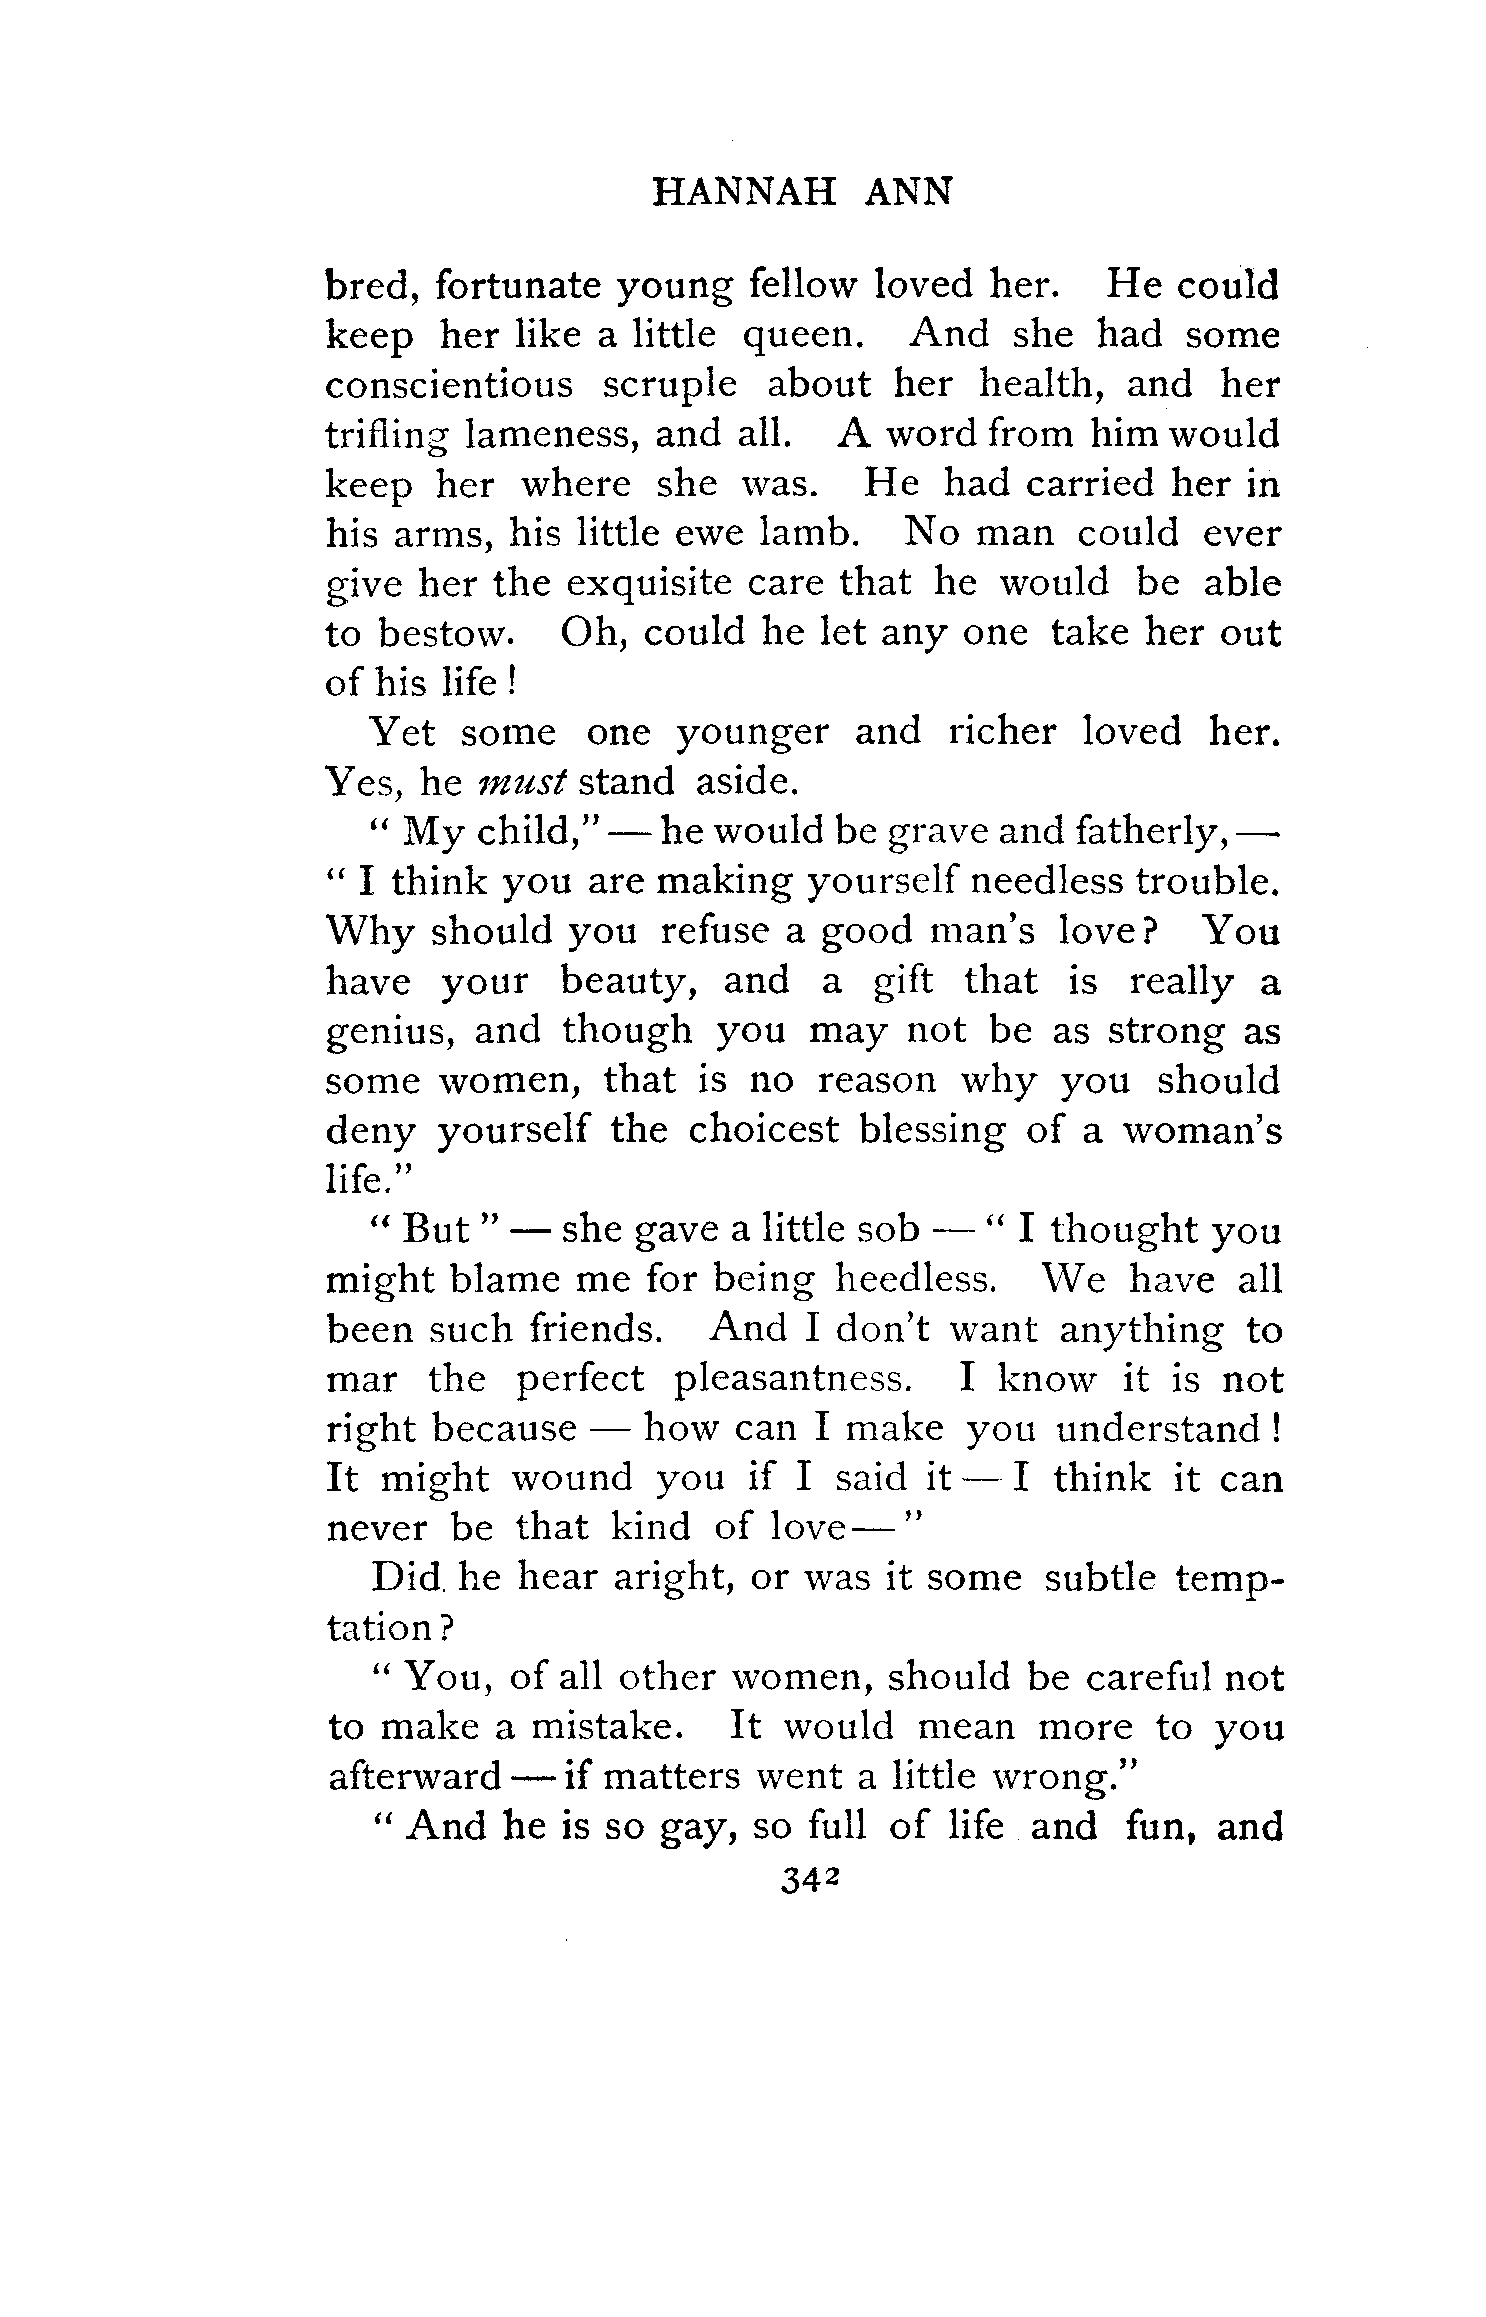 HANNAH ANN
bred, fortunate young fellow loved her. He could
keep her like a little queen. And she had some
conscientious scruple about her health, and her
trifling lameness, and all. A word from him would
keep her where she was. He had carried her in
his arms, his little ewe lamb. No man could ever
give her the exquisite care that he would be able
to bestow. Oh, could he let any one take her out
of his life !
Yet some one younger and richer loved her.
Yes, he must stand aside.
" My child," — he would be grave and fatherly, —
" I think you are making yourself needless trouble.
Why should you refuse a good man's love? You
have your beauty, and a gift that is really a
genius, and though you may not be as strong as
some women, that is no reason why you should
deny yourself the choicest blessing of a woman's
life."
" But " — she gave a little sob — " I thought you
might blame me for being heedless. We have all
been such friends. And I don't want anything to
mar the perfect pleasantness. I know it is not
right because — how can I make you understand !
It might wound you if I said it — I think it can
never be that kind of love— "
Did he hear aright, or was it some subtle temp-
tation ?
" You, of all other women, should be careful not
to make a mistake. It would mean more to you
afterward — if matters went a little wrong."
" And he is so gay, so full of life and fun, and
342